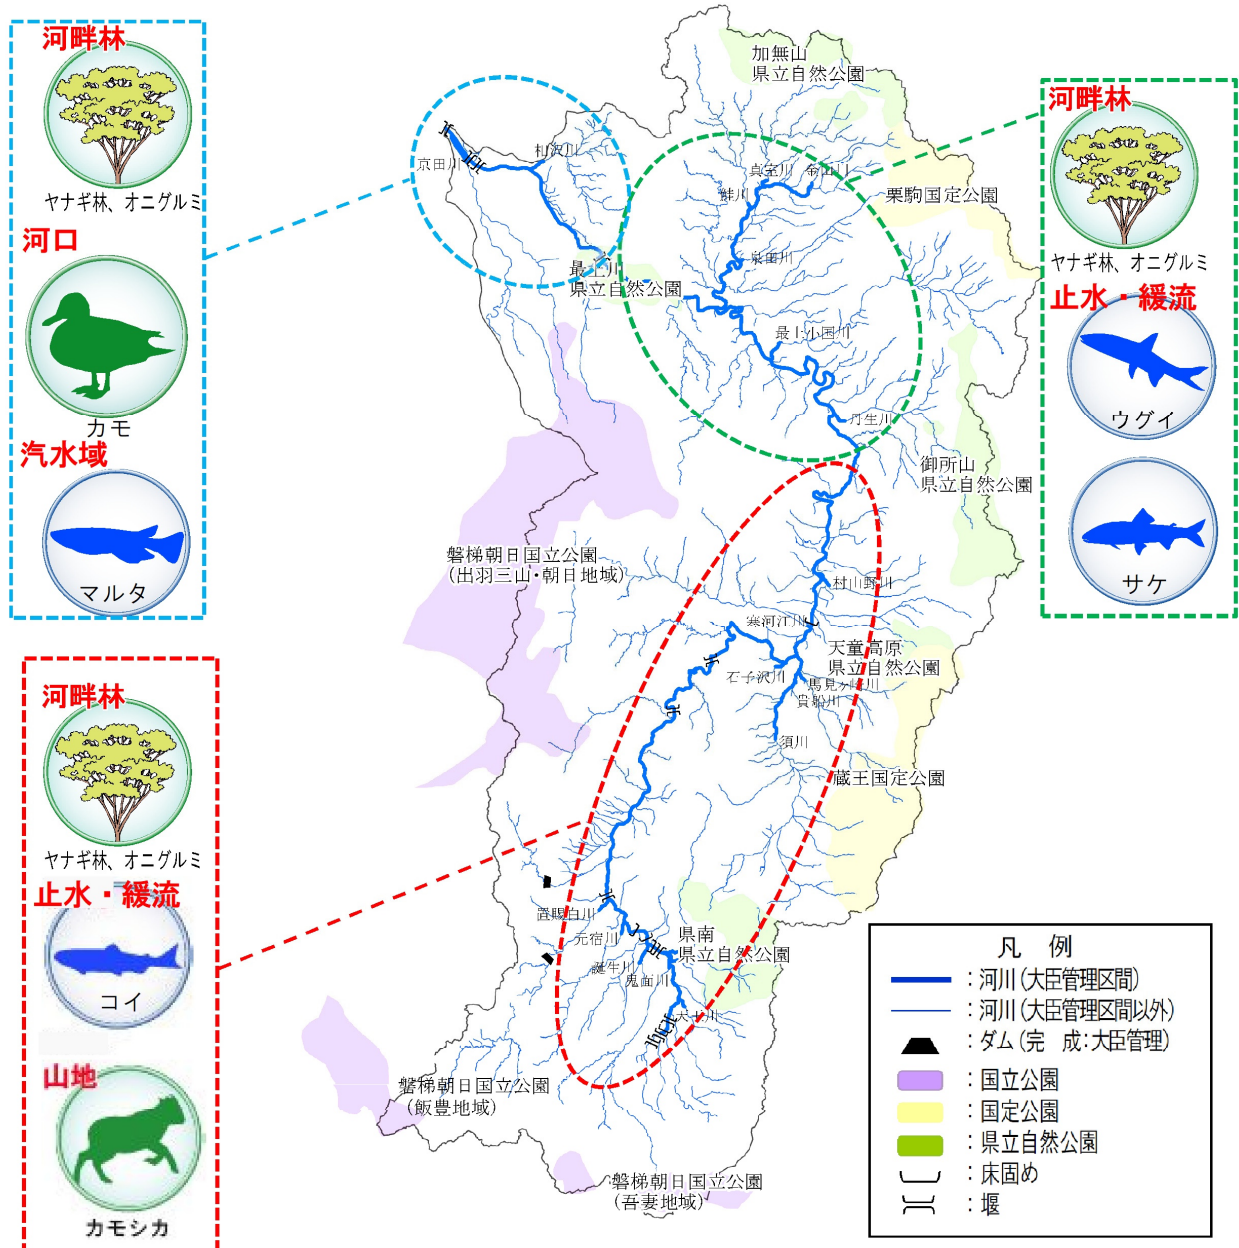 河畔林
ヤナギ林、オニグルミ
河口
カモ
汽水域
マルタ
河畔林
ヤナギ林、オニグルミ
止水・緩流
コイ
山地
カモシカ
加無山
県立自然公園
京田川
相沢川
真室川
金山川
鮭川
栗駒国定公園
泉田川
最上川
県立自然公園
最上小国川
丹生川
御所山
県立自然公園
磐梯朝日国立公園
(出羽三山・朝日地域)
村山野川
寒河江川
天童高原
県立自然公園
石子沢川
馬見ヶ崎川
貴船川
須川
蔵王国定公園
置賜白川
元宿川
県南
県立自然公園
誕生川
鬼面川
天王川
磐梯朝日国立公園
(飯豊地域)
磐梯朝日国立公園
(吾妻地域)
河畔林
ヤナギ林、オニグルミ
止水・緩流
ウグイ
サケ
凡 例
:河川(大臣管理区間)
:河川(大臣管理区間以外)
:ダム(完 成:大臣管理)
:国立公園
:国定公園
:県立自然公園
:床固め
:堰